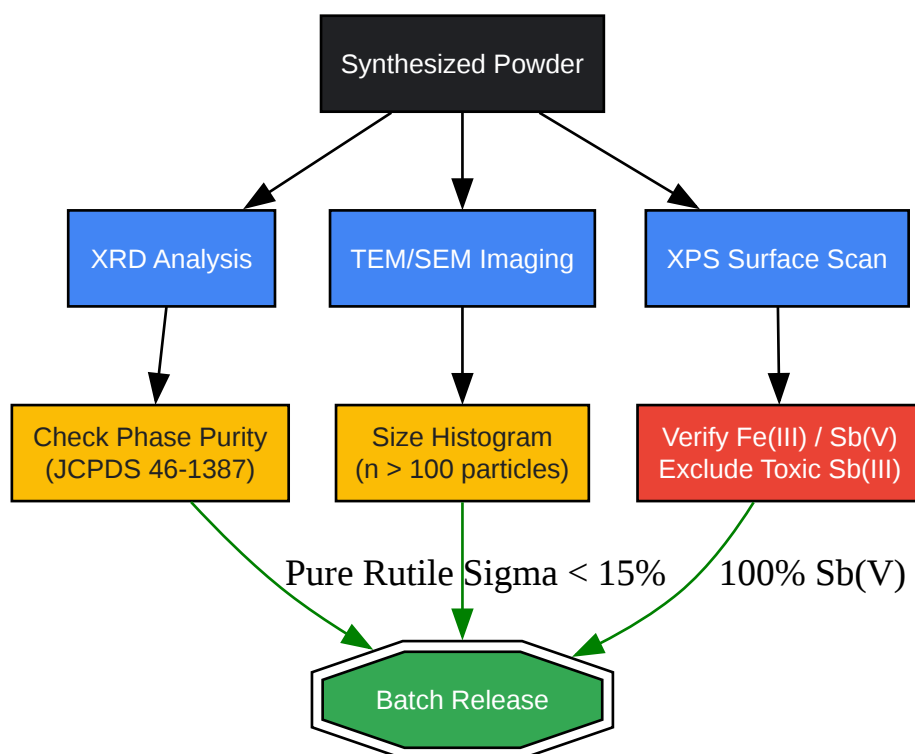 Synthesized Powder
XRD Analysis
TEM/SEM Imaging
XPS Surface Scan
Check Phase Purity
(JCPDS 46-1387)
Size Histogram
(n > 100 particles)
Verify Fe(III) / Sb(V)
Exclude Toxic Sb(III)
Pure Rutile
Sigma < 15%
100% Sb(V)
Batch Release